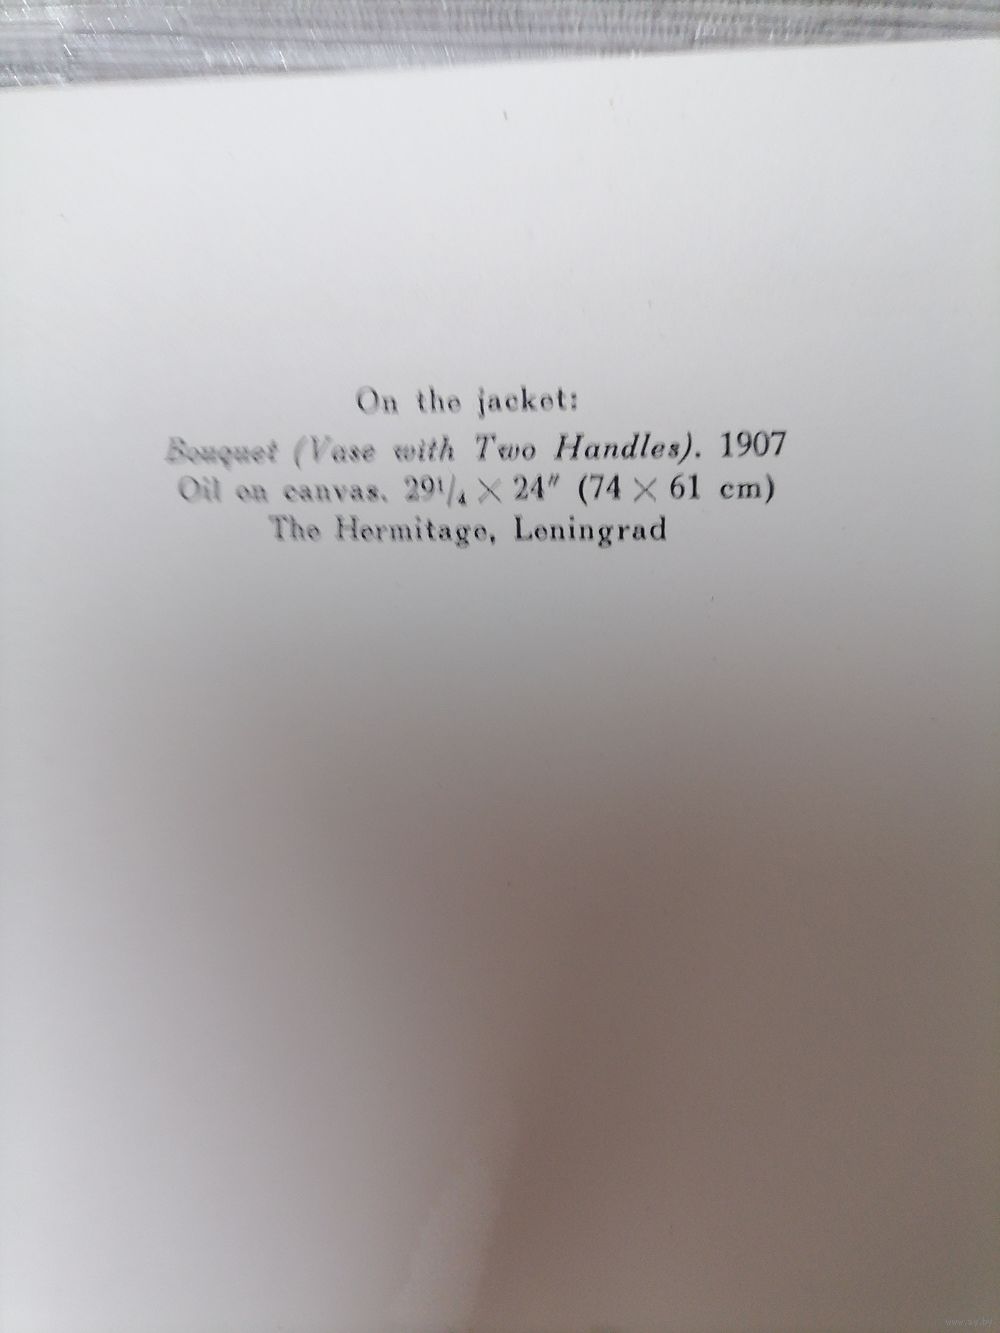 On the jacket:
Bouquet (Vase with Two Handles). 1907
Oil on canvas. 29¹/₄ × 24″ (74 × 61 cm)
The Hermitage, Leningrad